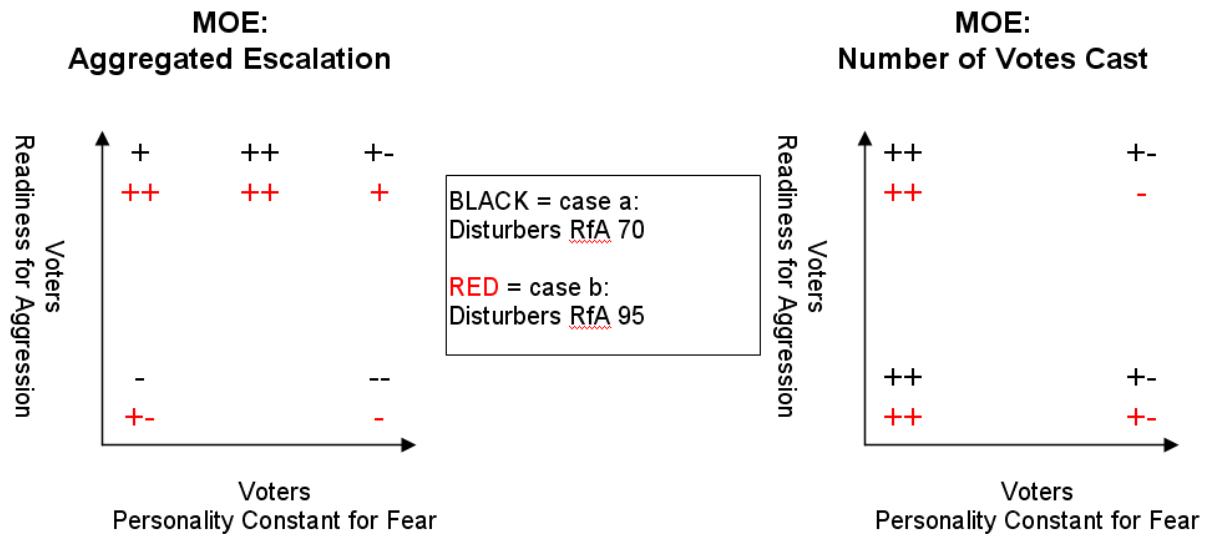 MOE:
Aggregated Escalation
Voters
Readiness for Aggression
+ ++ +-
++ ++ +
- --
+- -
Voters
Personality Constant for Fear
BLACK = case a:
Disturbers RfA 70
RED = case b:
Disturbers RfA 95
MOE:
Number of Votes Cast
Voters
Readiness for Aggression
++ +-
++ -
++ +-
++ +-
Voters
Personality Constant for Fear